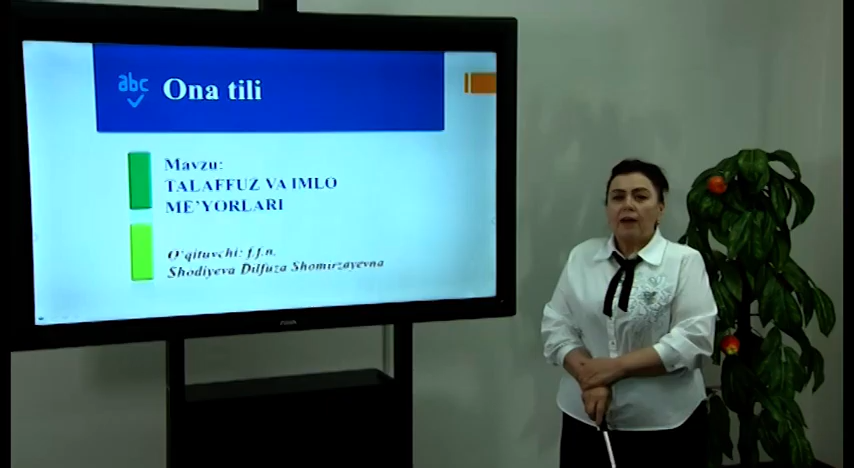 abc
Ona tili
Mavzu:
TALAFFUZ VA IMLO
ME'YORLARI
O'qituvchi: f.f.n.
Shodiyeva Dilfuza Shomirzayevna